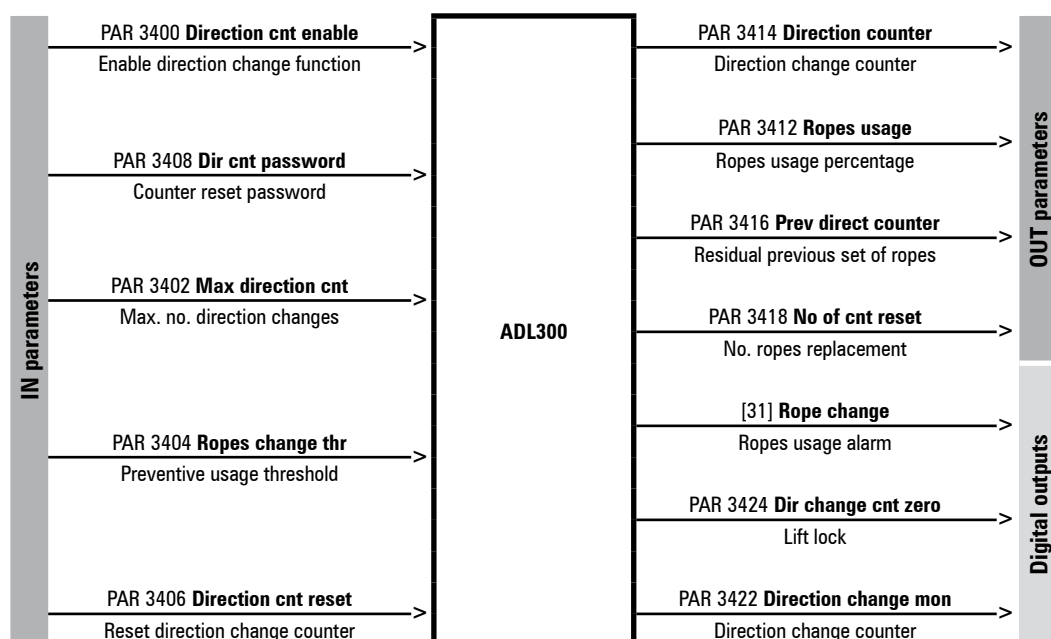 IN parameters
PAR 3400 Direction cnt enable
Enable direction change function
PAR 3408 Dir cnt password
Counter reset password
PAR 3402 Max direction cnt
Max. no. direction changes
PAR 3404 Ropes change thr
Preventive usage threshold
PAR 3406 Direction cnt reset
Reset direction change counter
ADL300
PAR 3414 Direction counter
Direction change counter
PAR 3412 Ropes usage
Ropes usage percentage
PAR 3416 Prev direct counter
Residual previous set of ropes
PAR 3418 No of cnt reset
No. ropes replacement
[31] Rope change
Ropes usage alarm
PAR 3424 Dir change cnt zero
Lift lock
PAR 3422 Direction change mon
Direction change counter
OUT parameters
Digital outputs